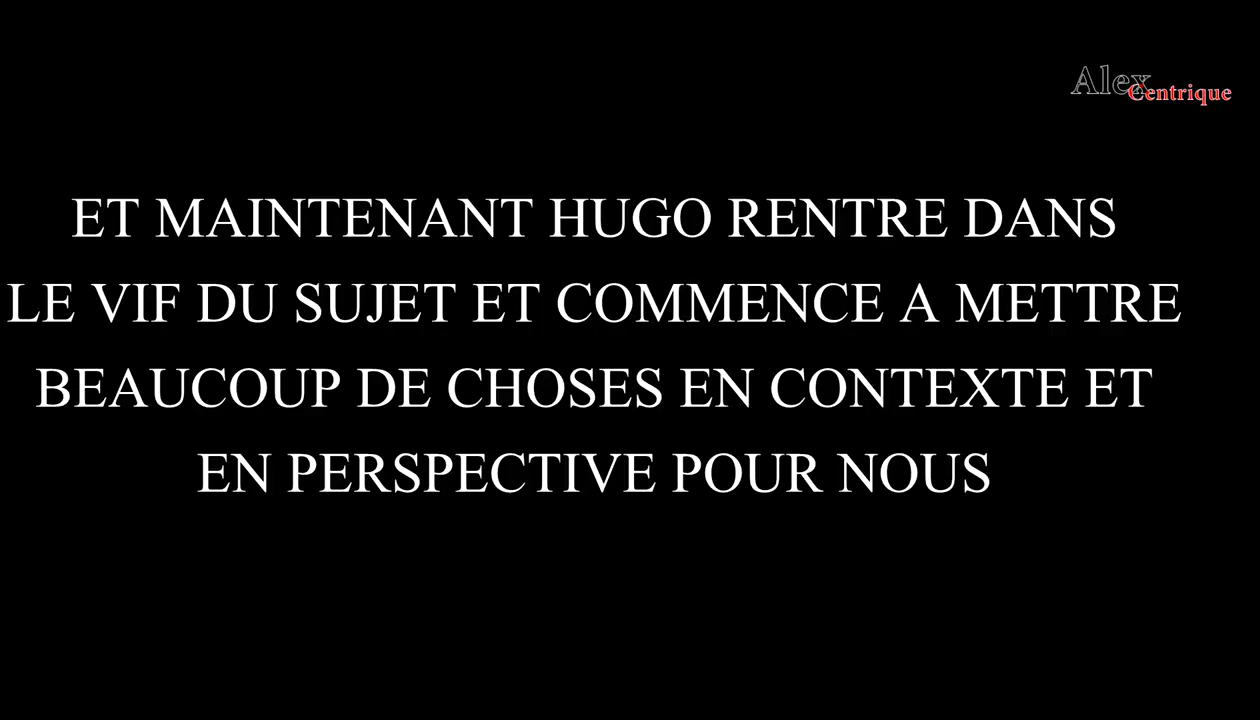 Alex
Centrique
ET MAINTENANT HUGO RENTRE DANS
LE VIF DU SUJET ET COMMENCE A METTRE
BEAUCOUP DE CHOSES EN CONTEXTE ET
EN PERSPECTIVE POUR NOUS